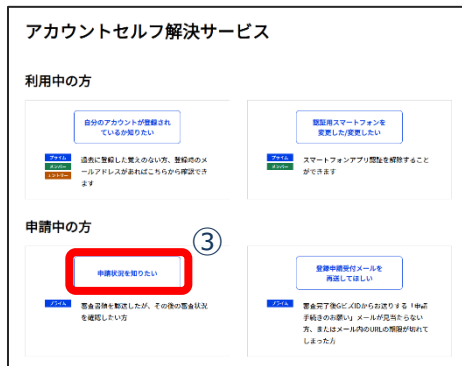 アカウントセルフ解決サービス
利用中の方
自分のアカウントが登録され
ているか知りたい
プライム
メンバー
エントリー
過去に登録した覚えのない方、登録時のメ
ールアドレスがあればこちらから確認でき
ます
認証用スマートフォンを
変更した/変更したい
プライム
メンバー
スマートフォンアプリ認証を解除すること
ができます
申請中の方
③
申請状況を知りたい
プライム
審査書類を郵送したが、その後の審査状況
を確認したい方
登録申請受付メールを
再送してほしい
プライム
審査完了後GビズIDからお送りする「申請
手続きのお願い」メールが見当たらない
方、またはメール内のURLの期限が切れて
しまった方